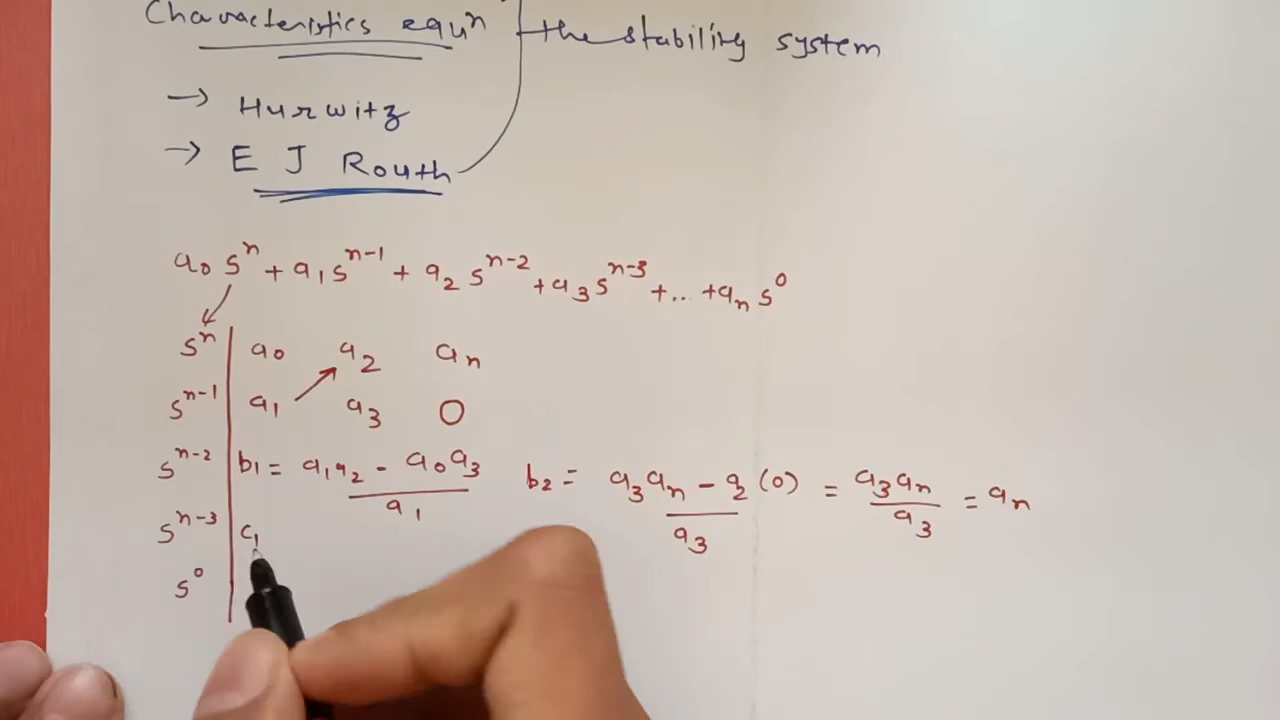 Characteristics equⁿ the stability system
→ Hurwitz
→ E J Routh
a₀ sⁿ + a₁ sⁿ⁻¹ + a₂ sⁿ⁻² + a₃ sⁿ⁻³ + .. + aₙ s⁰
sⁿ | a₀ a₂ aₙ
sⁿ⁻¹ | a₁ a₃ 0
sⁿ⁻² | b₁ = a₁a₂ - a₀a₃ / a₁ b₂ = a₃aₙ - a₂(0) / a₃ = a₃aₙ / a₃ = aₙ
sⁿ⁻³ | c₁
s⁰ |